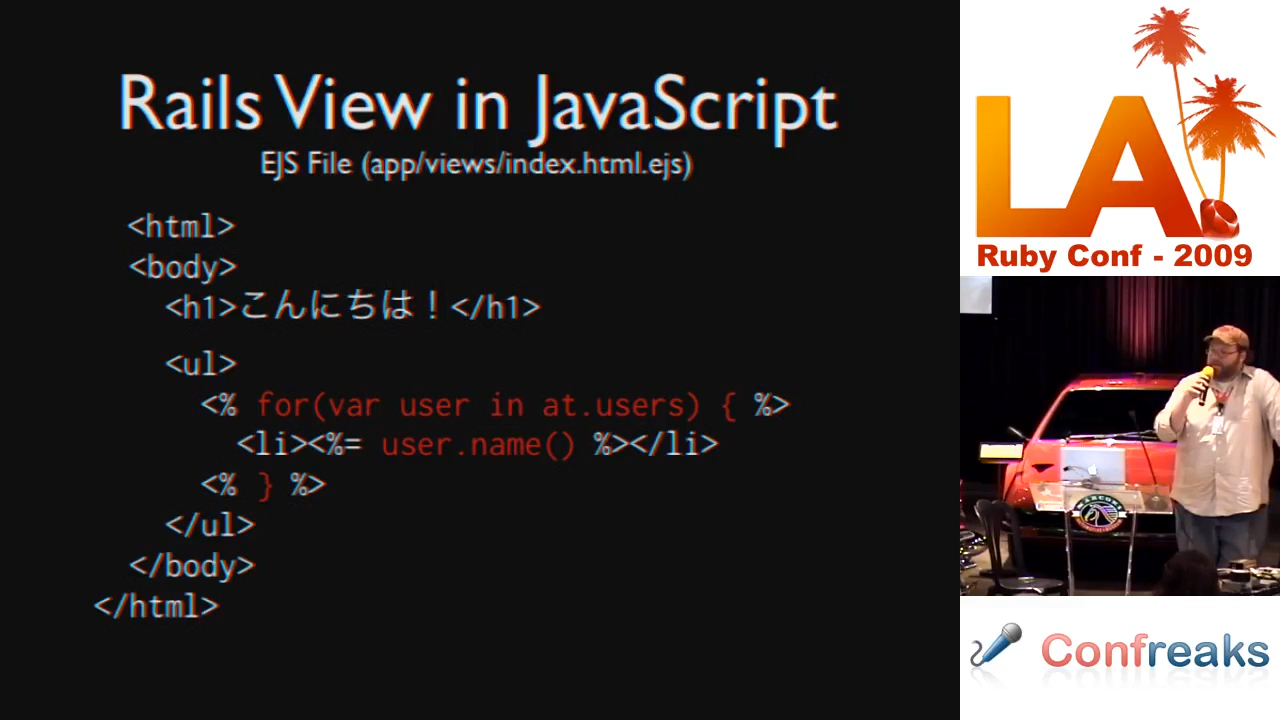 Rails View in JavaScript
EJS File (app/views/index.html.ejs)
<html>
<body>
<h1>こんにちは！</h1>
<ul>
<% for(var user in at.users) { %>
<li><%= user.name() %></li>
<% } %>
</ul>
</body>
</html>
LA
Ruby Conf - 2009
MARCONI
Confreaks